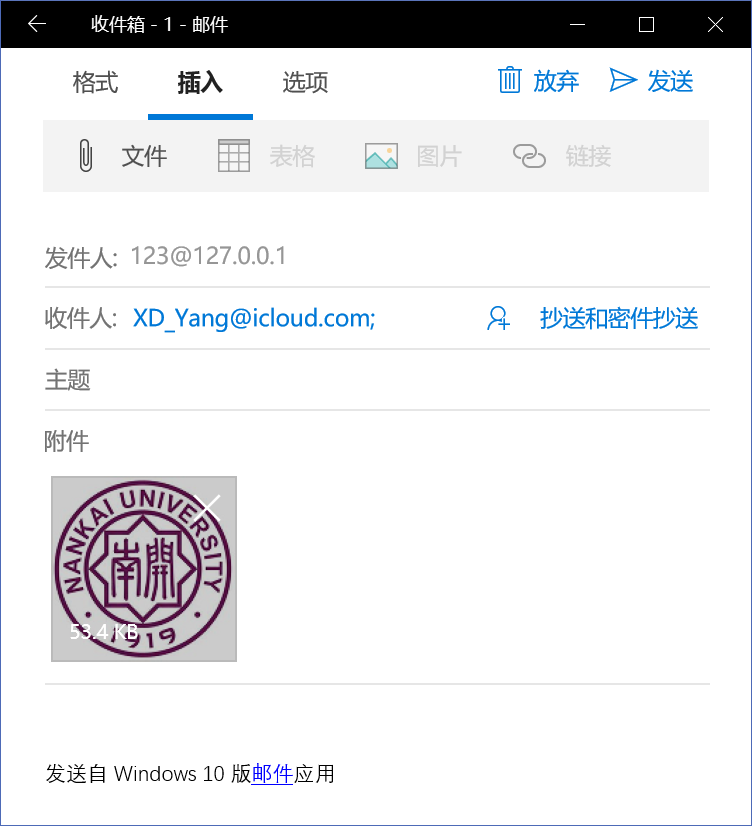 收件箱 - 1 - 邮件
格式 插入 选项 放弃 发送
文件 表格 图片 链接
发件人: 123@127.0.0.1
收件人: XD_Yang@icloud.com; 抄送和密件抄送
主题
附件
NANKAI UNIVERSITY
南開
1919
53.4 KB
发送自 Windows 10 版邮件应用